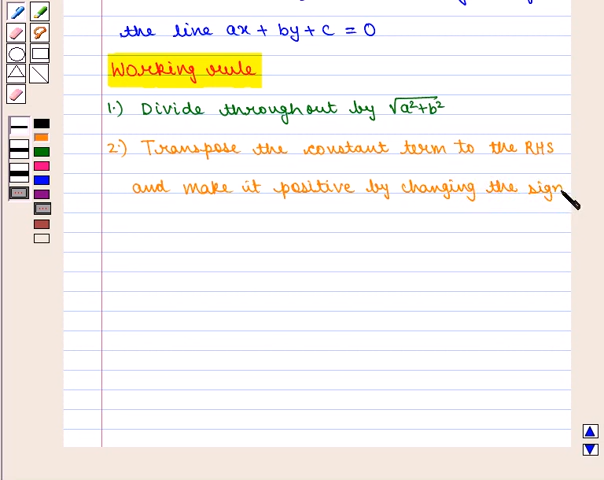 the line ax + by + c = 0
Working rule
1.) Divide throughout by √a²+b²
2.) Transpose the constant term to the RHS
and make it positive by changing the sign